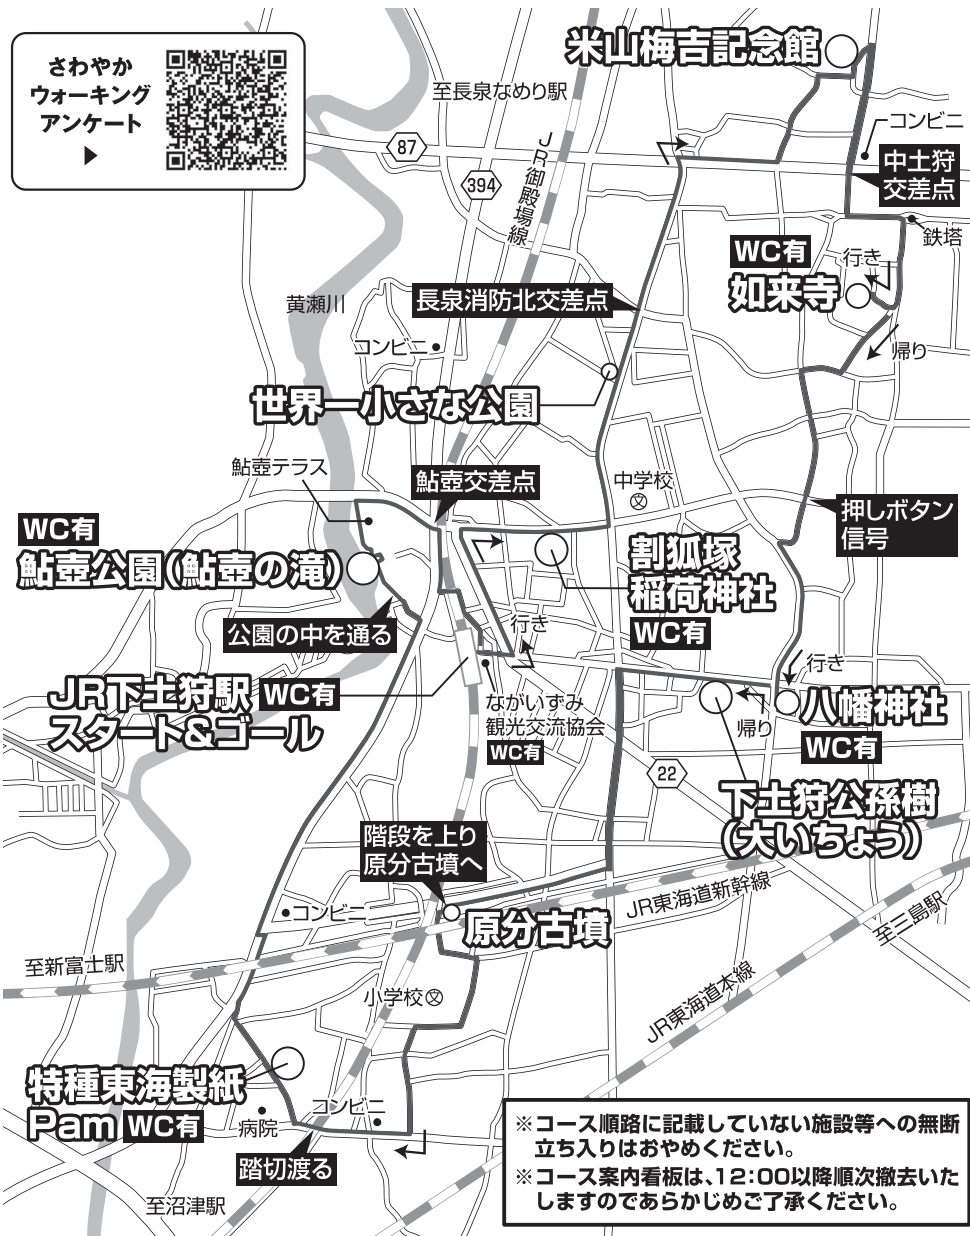 さわやか
ウォーキング
アンケート
米山梅吉記念館
至長泉なめり駅
コンビニ
87
JR御殿場線
中土狩
交差点
394
鉄塔
WC有
如来寺
行き
長泉消防北交差点
黄瀬川
コンビニ
帰り
世界一小さな公園
鮎壺テラス
鮎壺交差点
中学校
文
押しボタン
信号
WC有
鮎壺公園(鮎壺の滝)
割狐塚
稲荷神社
WC有
公園の中を通る
行き
行き
JR下土狩駅 WC有
スタート&ゴール
ながいずみ
観光交流協会
WC有
帰り
八幡神社
WC有
22
下土狩公孫樹
(大いちょう)
階段を上り
原分古墳へ
コンビニ
原分古墳
JR東海道新幹線
至三島駅
至新富士駅
小学校文
JR東海道本線
特種東海製紙
Pam WC有
コンビニ
病院
踏切渡る
至沼津駅
※コース順路に記載していない施設等への無断
立ち入りはおやめください。
※コース案内看板は、12:00以降順次撤去いた
しますのであらかじめご了承ください。